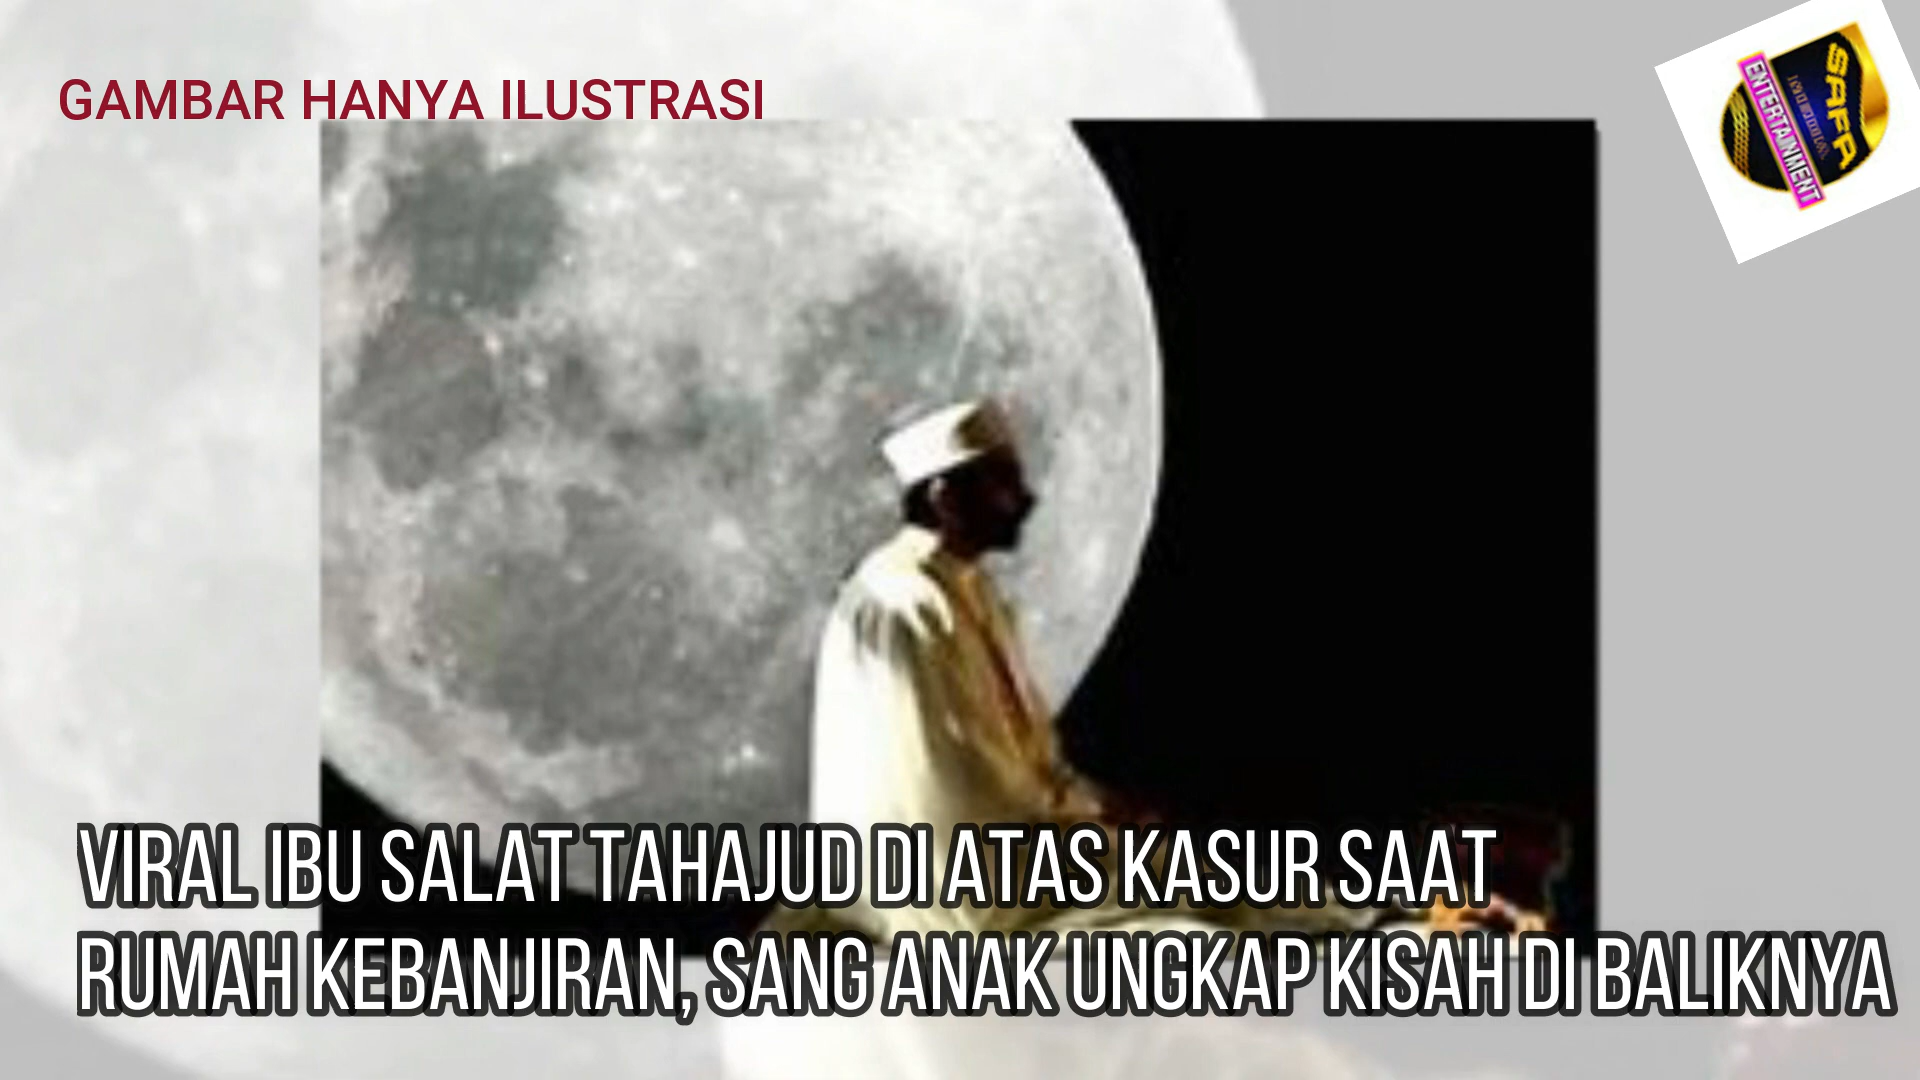 GAMBAR HANYA ILUSTRASI
SAFA
ENTERTAINMENT
VIRAL IBU SALAT TAHAJUD DI ATAS KASUR SAAT
RUMAH KEBANJIRAN, SANG ANAK UNGKAP KISAH DI BALIKNYA